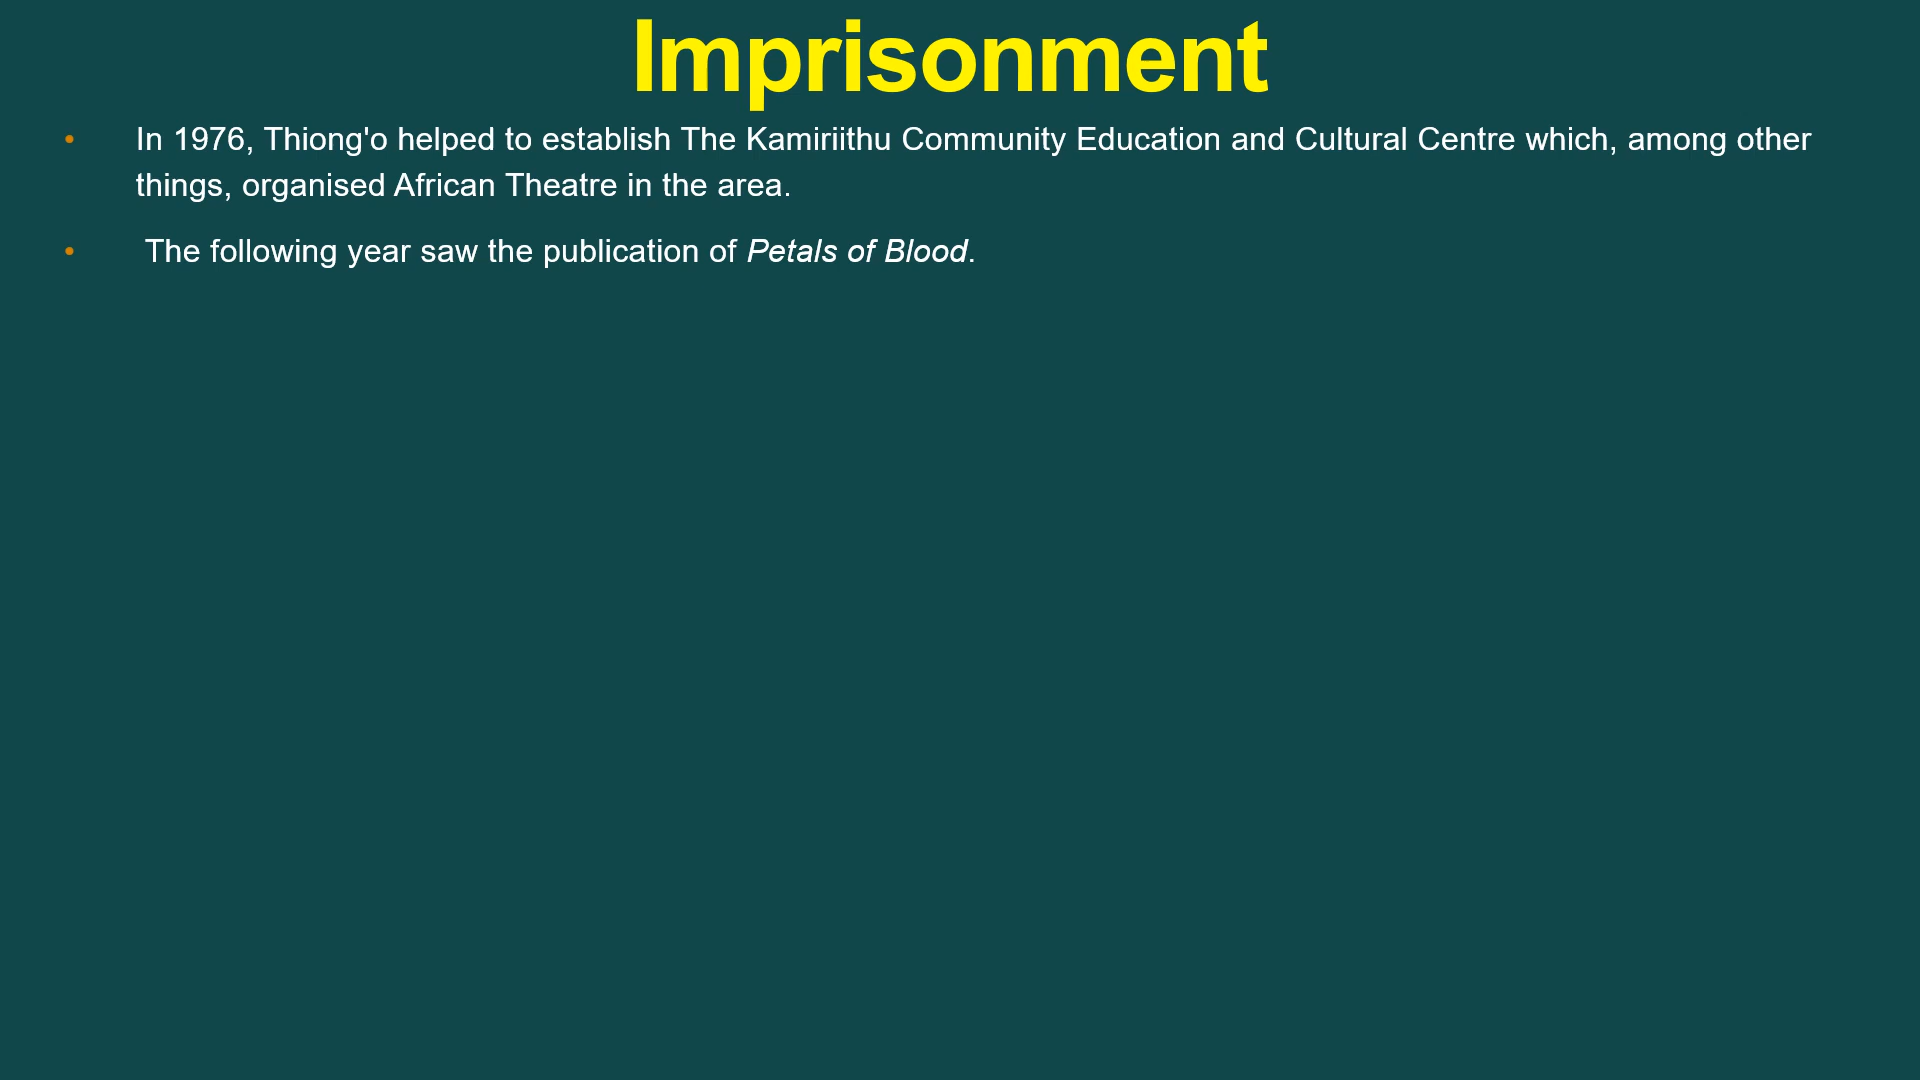 Imprisonment
• In 1976, Thiong'o helped to establish The Kamiriithu Community Education and Cultural Centre which, among other
things, organised African Theatre in the area.
• The following year saw the publication of Petals of Blood.